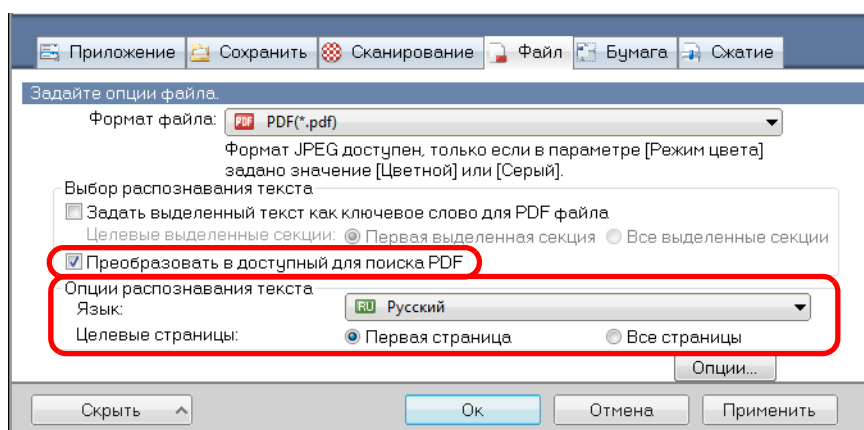 Приложение Сохранить Сканирование Файл Бумага Сжатие
Задайте опции файла.
Формат файла: PDF PDF(*.pdf)
Формат JPEG доступен, только если в параметре [Режим цвета]
задано значение [Цветной] или [Серый].
Выбор распознавания текста
Задать выделенный текст как ключевое слово для PDF файла
Целевые выделенные секции: Первая выделенная секция Все выделенные секции
Преобразовать в доступный для поиска PDF
Опции распознавания текста
Язык: RU Русский
Целевые страницы: Первая страница Все страницы
Опции...
Скрыть Ок Отмена Применить